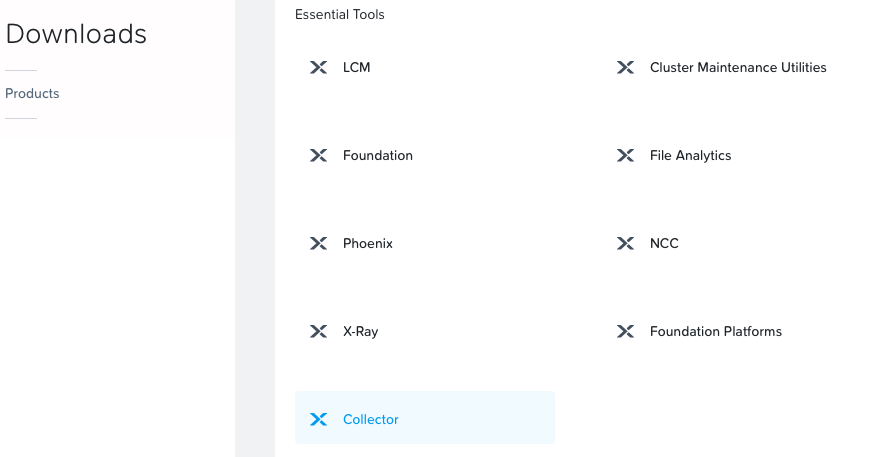 Downloads
Products
Essential Tools
LCM
Cluster Maintenance Utilities
Foundation
File Analytics
Phoenix
NCC
X-Ray
Foundation Platforms
Collector